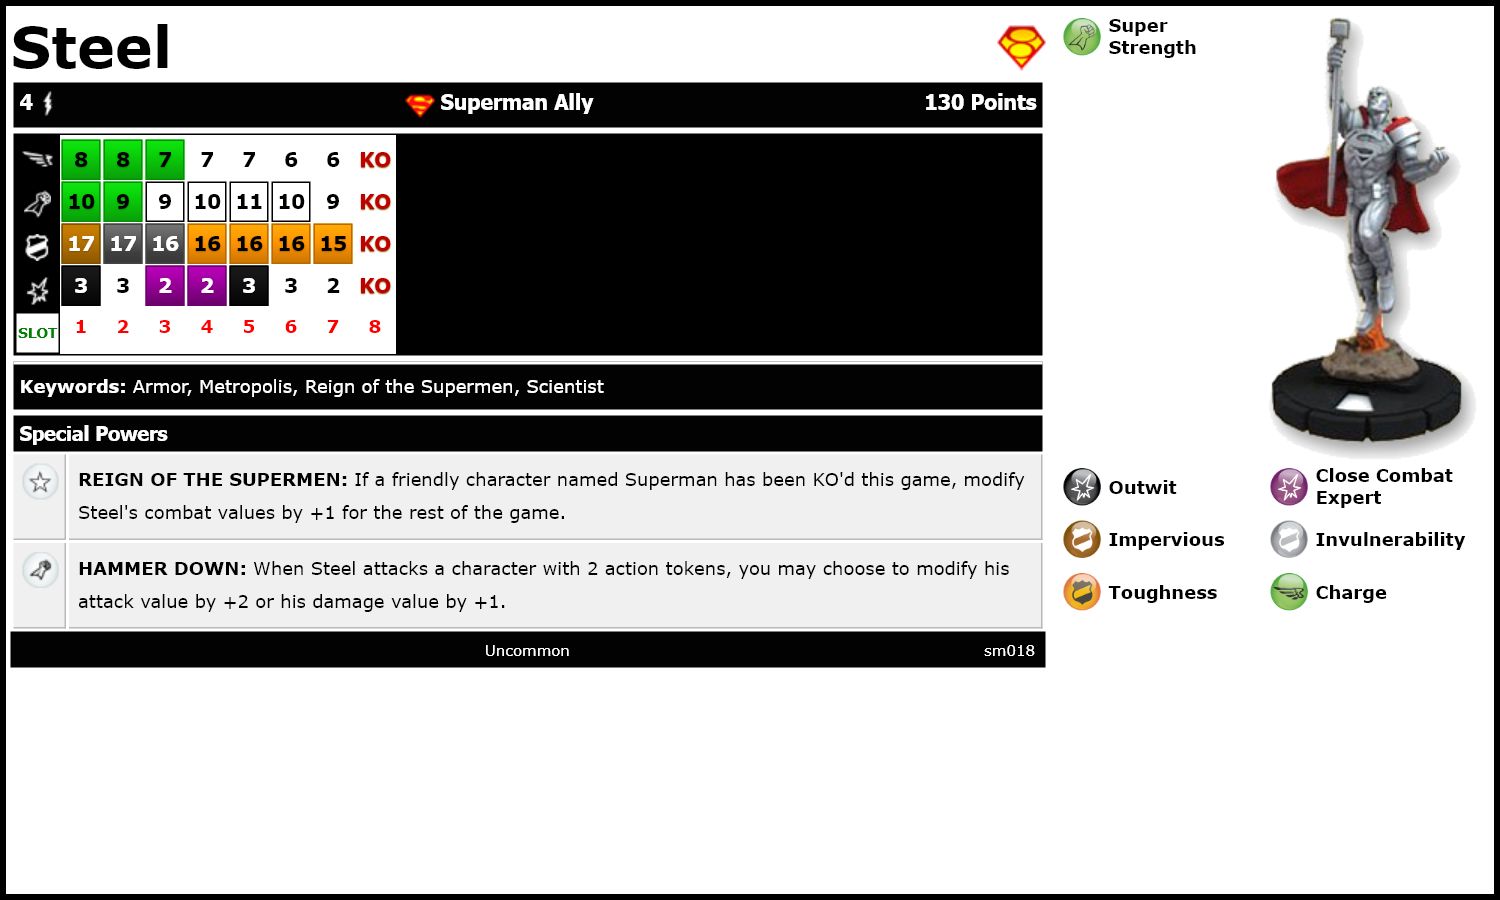 Steel
4 Superman Ally 130 Points
8 8 7 7 7 6 6 KO
10 9 9 10 11 10 9 KO
17 17 16 16 16 16 15 KO
3 3 2 2 3 3 2 KO
SLOT 1 2 3 4 5 6 7 8
Keywords: Armor, Metropolis, Reign of the Supermen, Scientist
Special Powers
REIGN OF THE SUPERMEN: If a friendly character named Superman has been KO'd this game, modify
Steel's combat values by +1 for the rest of the game.
HAMMER DOWN: When Steel attacks a character with 2 action tokens, you may choose to modify his
attack value by +2 or his damage value by +1.
Uncommon sm018
Super
Strength
Outwit
Close Combat
Expert
Impervious
Invulnerability
Toughness
Charge